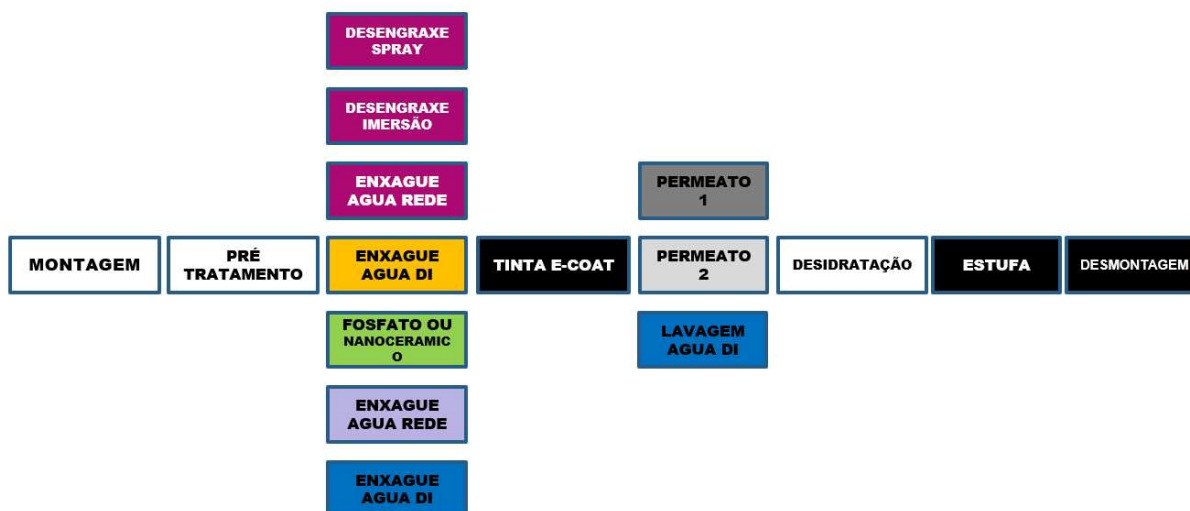 DESENGRAXE
SPRAY
DESENGRAXE
IMERSÃO
ENXAGUE
AGUA REDE
PERMEATO
1
MONTAGEM
PRÉ
TRATAMENTO
ENXAGUE
AGUA DI
TINTA E-COAT
PERMEATO
2
DESIDRATAÇÃO
ESTUFA
DESMONTAGEM
FOSFATO OU
NANOCERAMIC
O
LAVAGEM
AGUA DI
ENXAGUE
AGUA REDE
ENXAGUE
AGUA DI